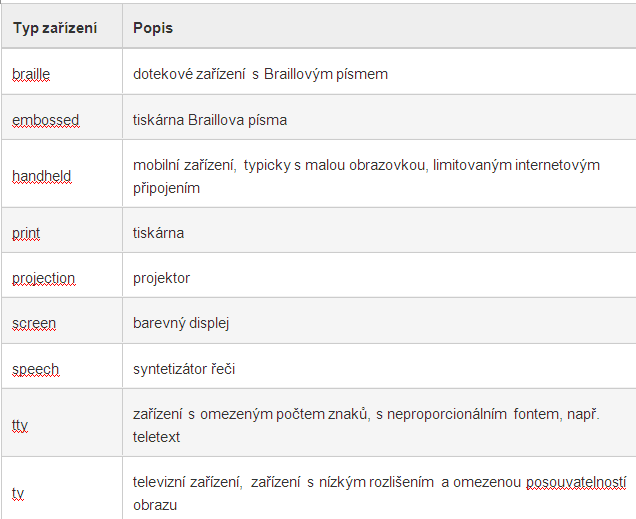 Typ zařízení Popis
braille dotekové zařízení s Braillovým písmem
embossed tiskárna Braillova písma
handheld mobilní zařízení, typicky s malou obrazovkou, limitovaným internetovým
připojením
print tiskárna
projection projektor
screen barevný displej
speech syntetizátor řeči
tty zařízení s omezeným počtem znaků, s neproporcionálním fontem, např.
teletext
tv televizní zařízení, zařízení s nízkým rozlišením a omezenou posouvatelností
obrazu